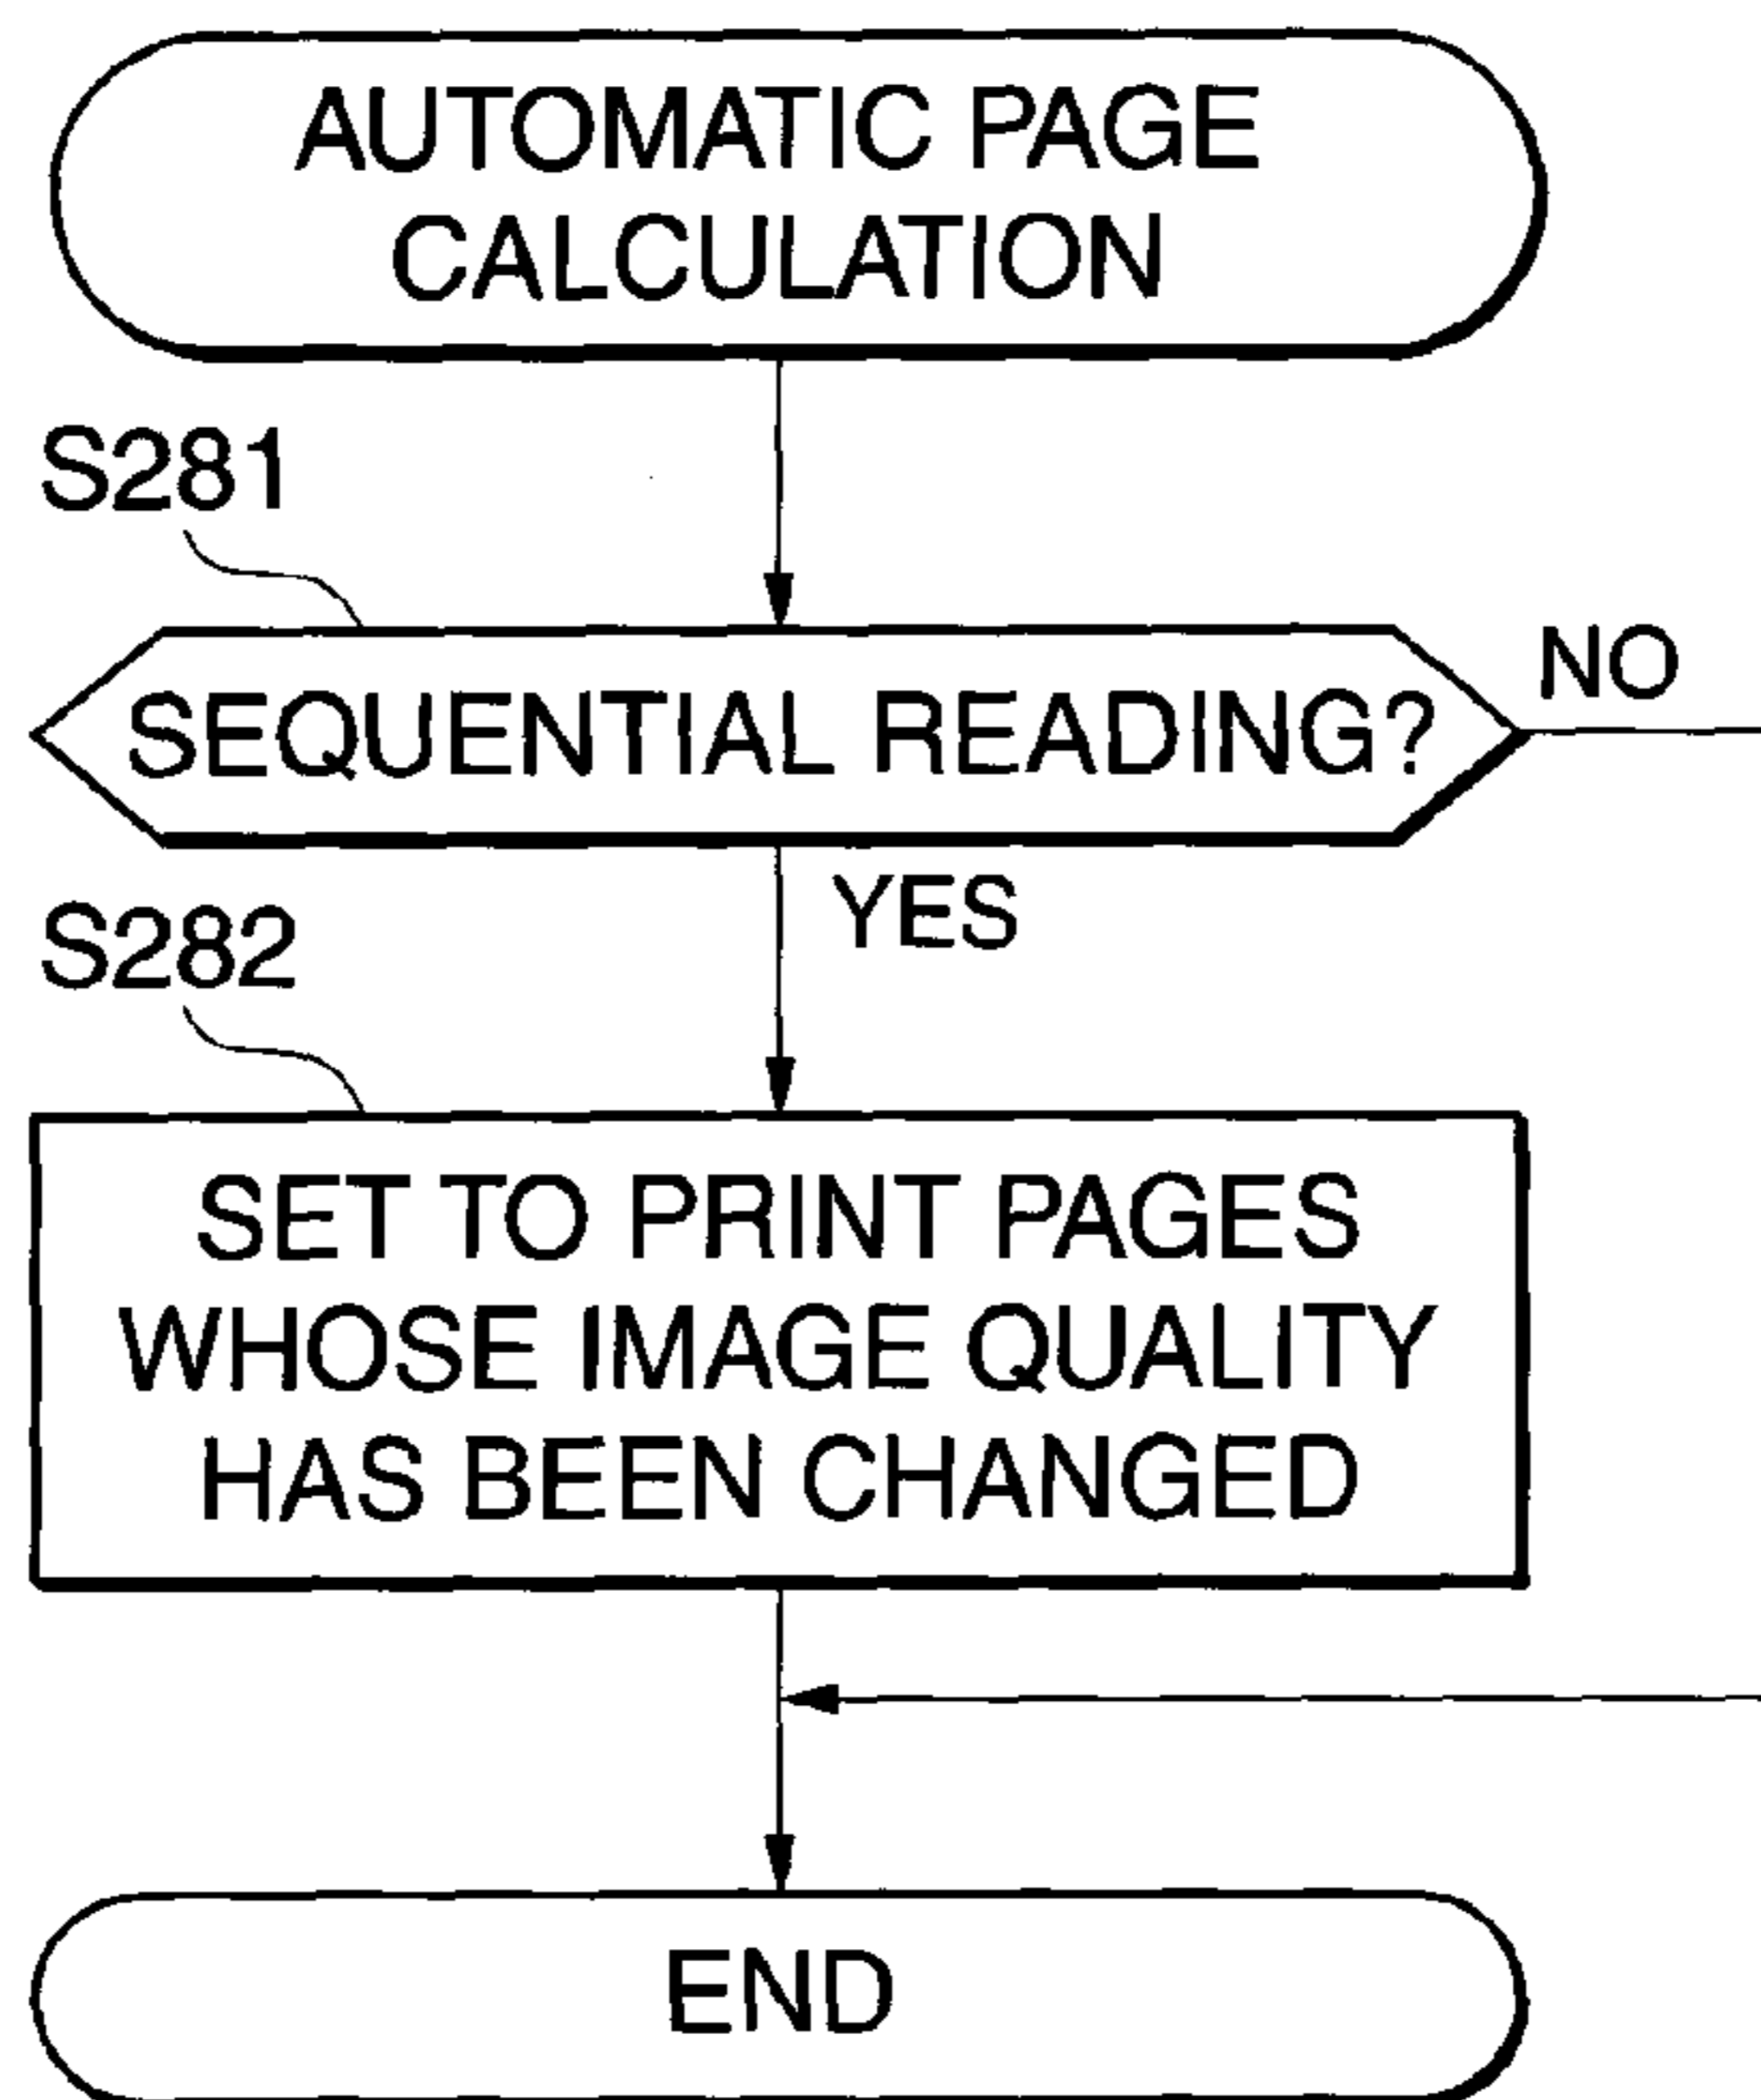 AUTOMATIC PAGE
CALCULATION
S281
SEQUENTIAL READING?
NO
YES
S282
SET TO PRINT PAGES
WHOSE IMAGE QUALITY
HAS BEEN CHANGED
END